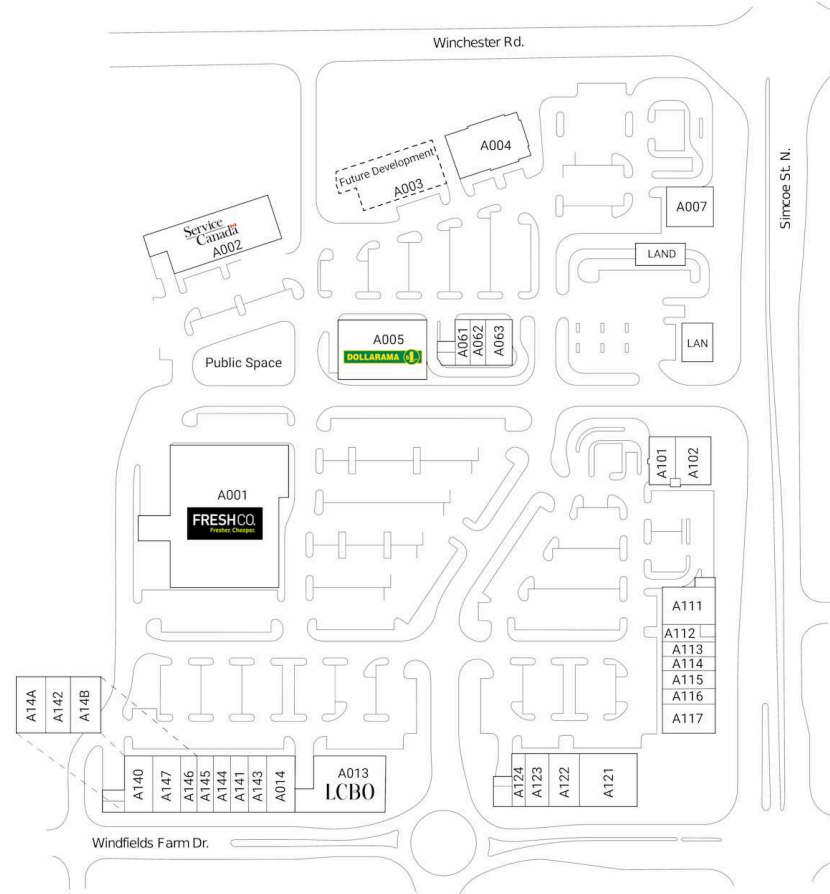 Winchester Rd.
Simcoe St. N.
A004
Future Development
A003
A007
Service
Canada
A002
LAND
A005
DOLLARAMA
A061
A062
A063
LAN
Public Space
A101
A102
A001
FRESHCO.
Fresher. Cheaper.
A111
A112
A113
A114
A115
A116
A117
A14A
A142
A14B
A140
A147
A146
A145
A144
A141
A143
A014
A013
LCBO
A124
A123
A122
A121
Windfields Farm Dr.